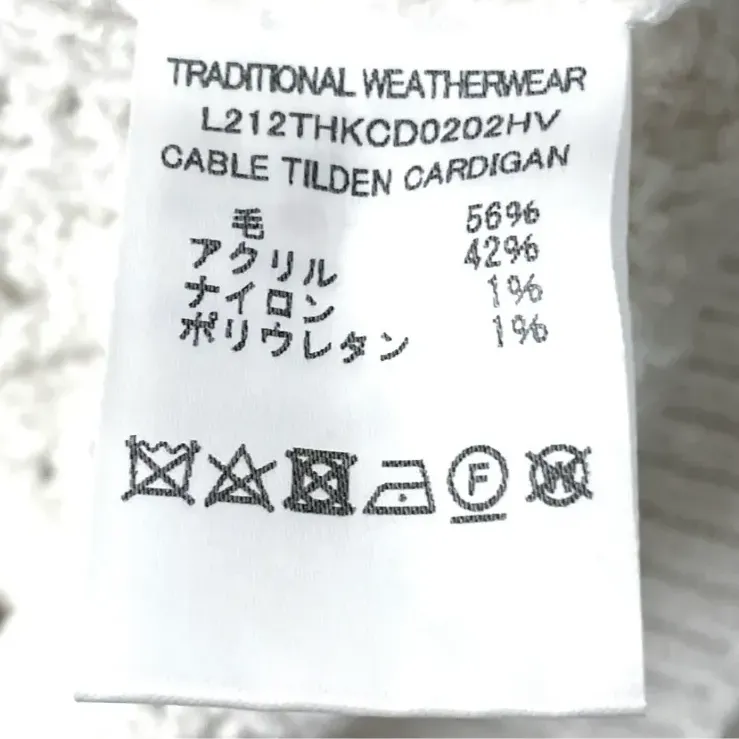 TRADITIONAL WEATHERWEAR
L212THKCD0202HV
CABLE TILDEN CARDIGAN
毛 56%
アクリル 42%
ナイロン 1%
ポリウレタン 1%
F W